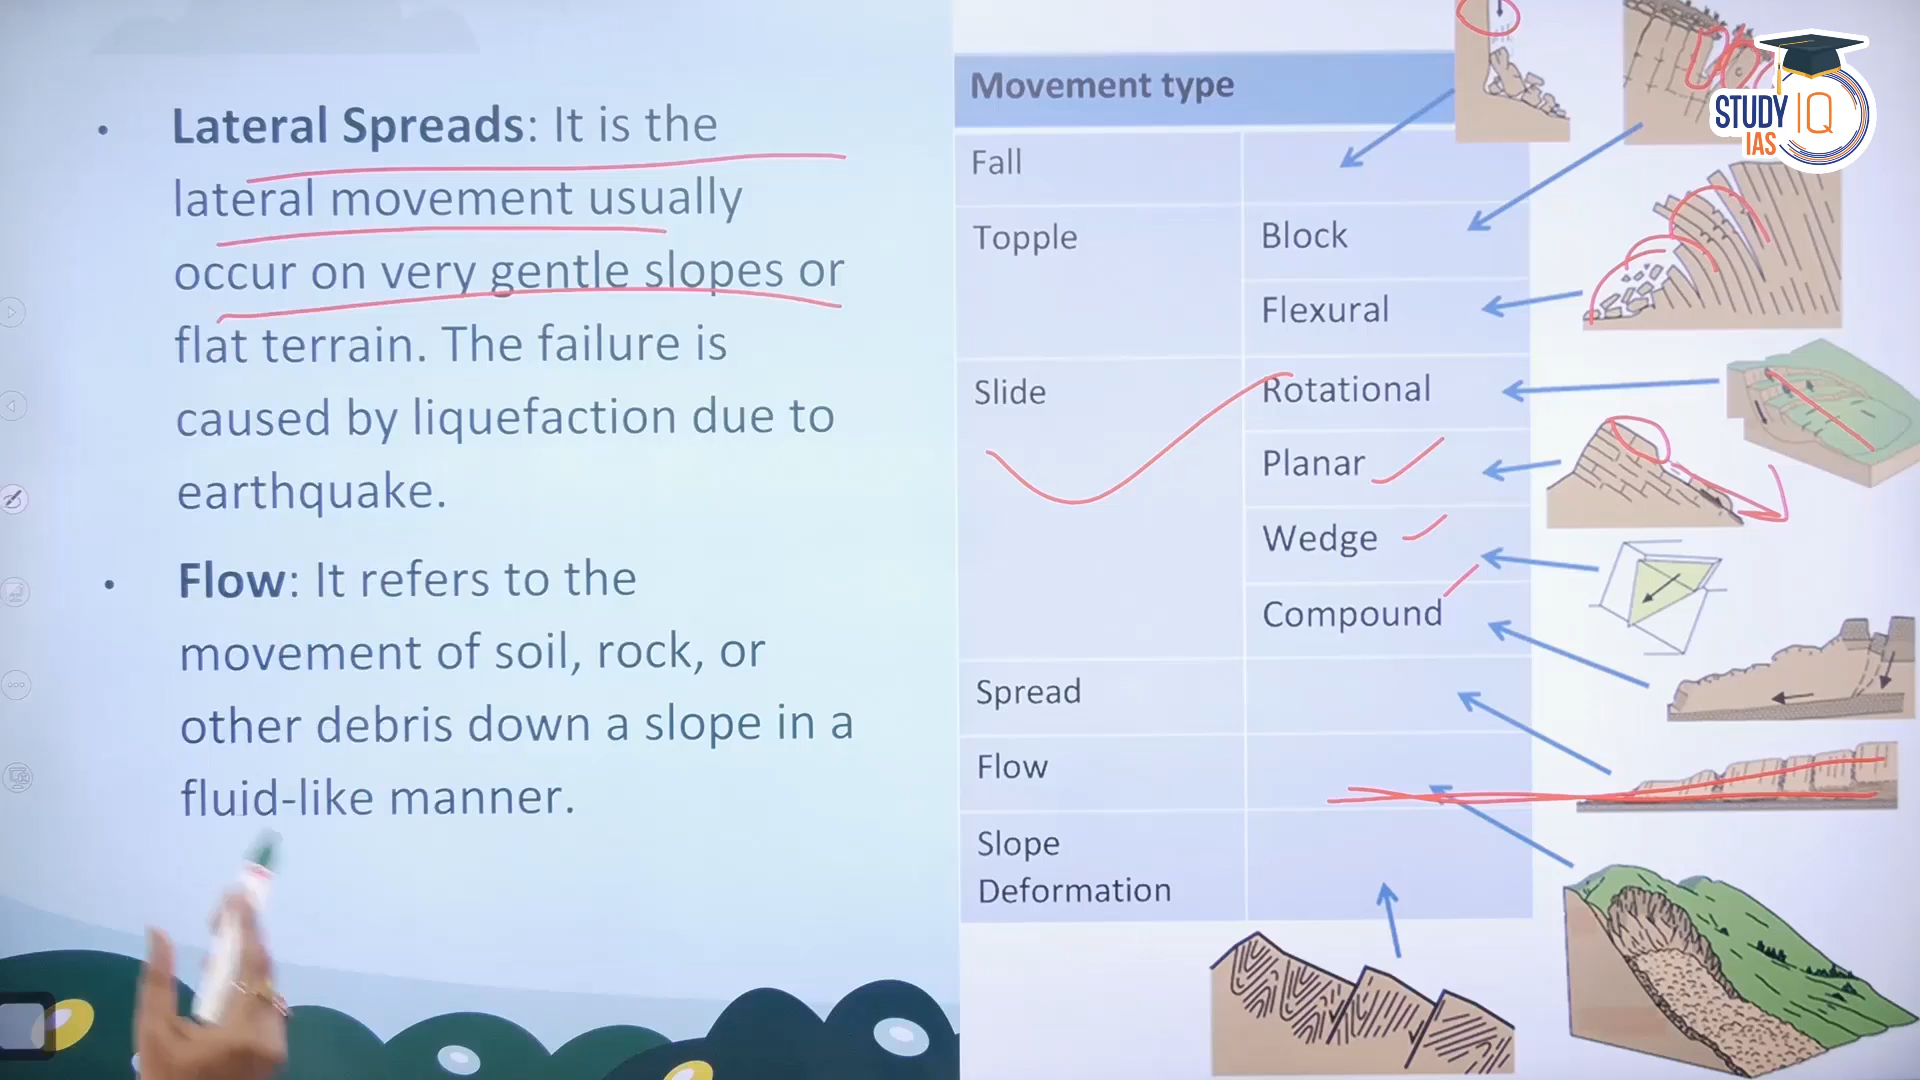 Lateral Spreads: It is the
lateral movement usually
occur on very gentle slopes or
flat terrain. The failure is
caused by liquefaction due to
earthquake.
Flow: It refers to the
movement of soil, rock, or
other debris down a slope in a
fluid-like manner.
Movement type
Fall
Topple
Block
Flexural
Slide
Rotational
Planar
Wedge
Compound
Spread
Flow
Slope
Deformation
STUDY IQ
IAS